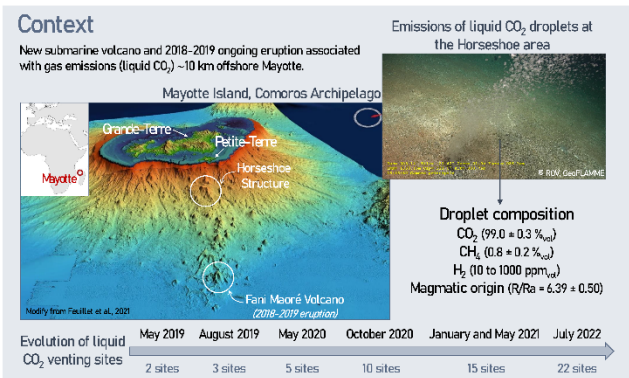 Context
New submarine volcano and 2018-2019 ongoing eruption associated
with gas emissions (liquid CO₂) ~10 km offshore Mayotte.
Emissions of liquid CO₂ droplets at
the Horseshoe area
Mayotte Island, Comoros Archipelago
Mayotte
Grande-Terre
Petite-Terre
Horseshoe
Structure
Fani Maoré Volcano
(2018-2019 eruption)
Modify from Feuillet et al., 2021
© ROV, GeoFLAMME
Droplet composition
CO₂ (99.0 ± 0.3 %vol)
CH₄ (0.8 ± 0.2 %vol)
H₂ (10 to 1000 ppmvol)
Magmatic origin (R/Ra = 6.39 ± 0.50)
Evolution of liquid
CO₂ venting sites
May 2019 August 2019 May 2020 October 2020 January and May 2021 July 2022
2 sites 3 sites 5 sites 10 sites 15 sites 22 sites